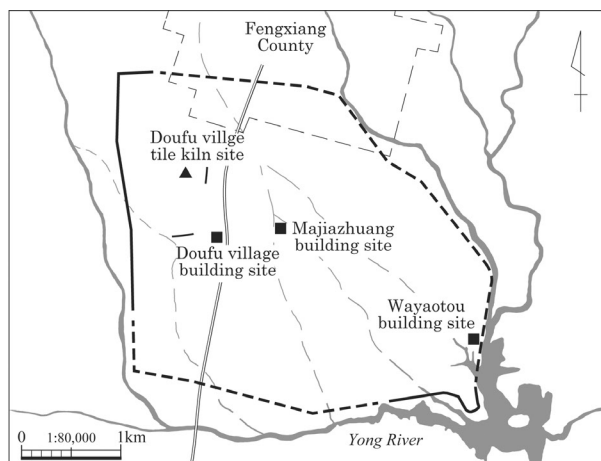 Fengxiang
County
Doufu villge
tile kiln site
Majiazhuang
building site
Doufu village
building site
Wayaotou
building site
0 1:80,000 1km
Yong River